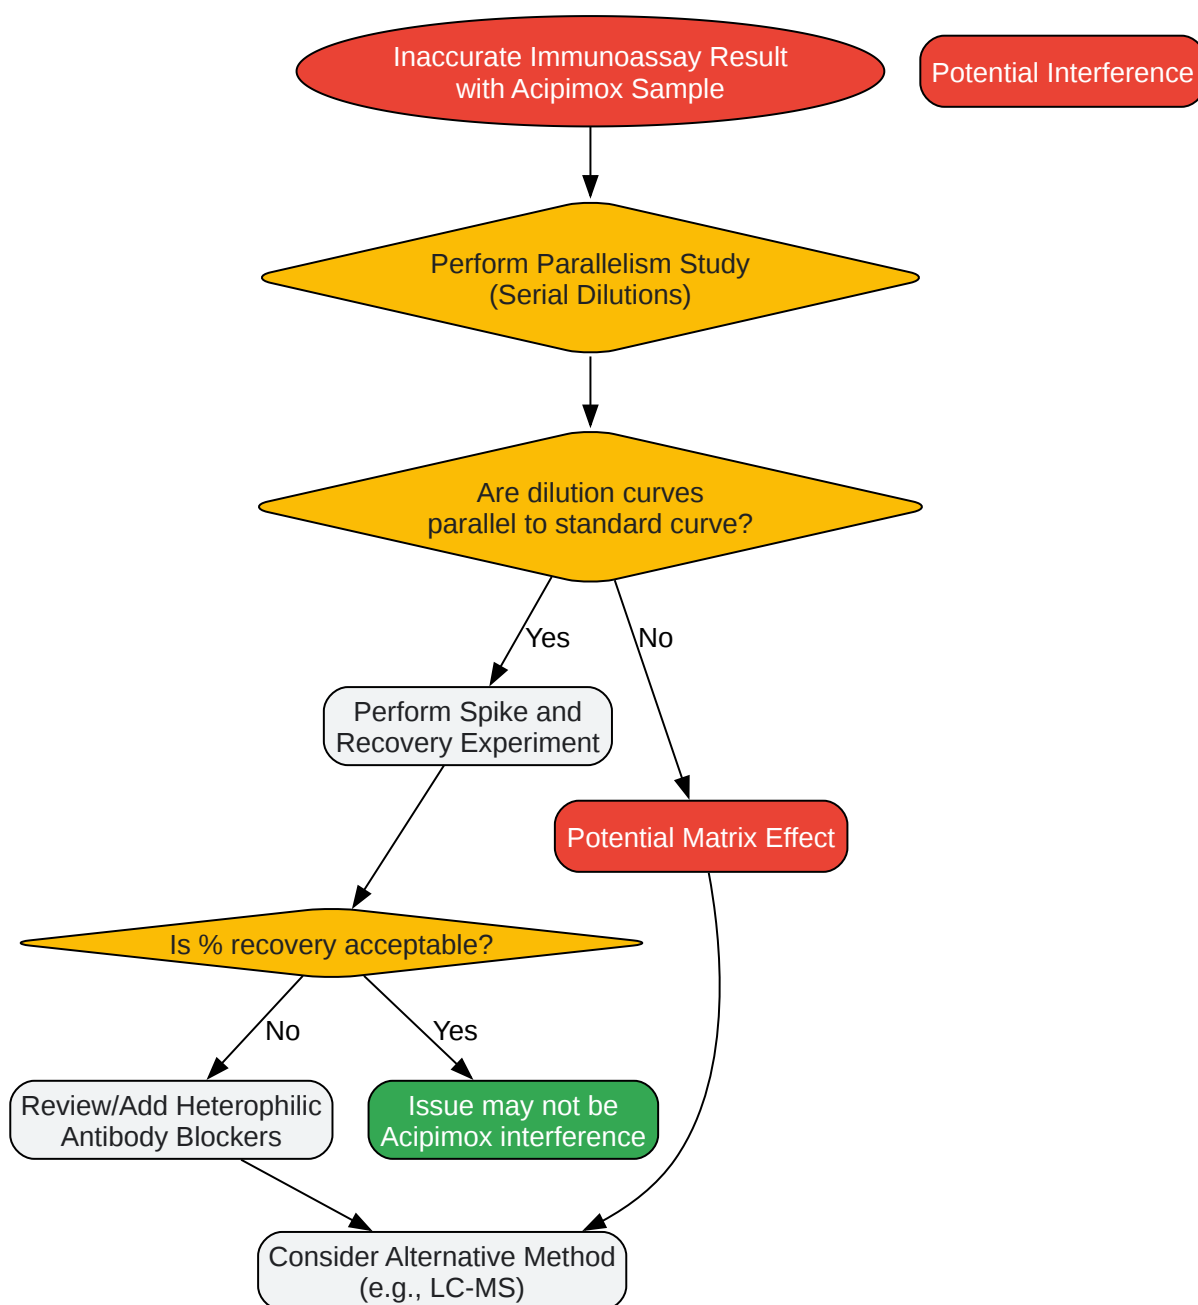 Inaccurate Immunoassay Result
with Acipimox Sample
Potential Interference
Perform Parallelism Study
(Serial Dilutions)
Are dilution curves
parallel to standard curve?
Yes
No
Perform Spike and
Recovery Experiment
Potential Matrix Effect
Is % recovery acceptable?
No
Yes
Review/Add Heterophilic
Antibody Blockers
Issue may not be
Acipimox interference
Consider Alternative Method
(e.g., LC-MS)